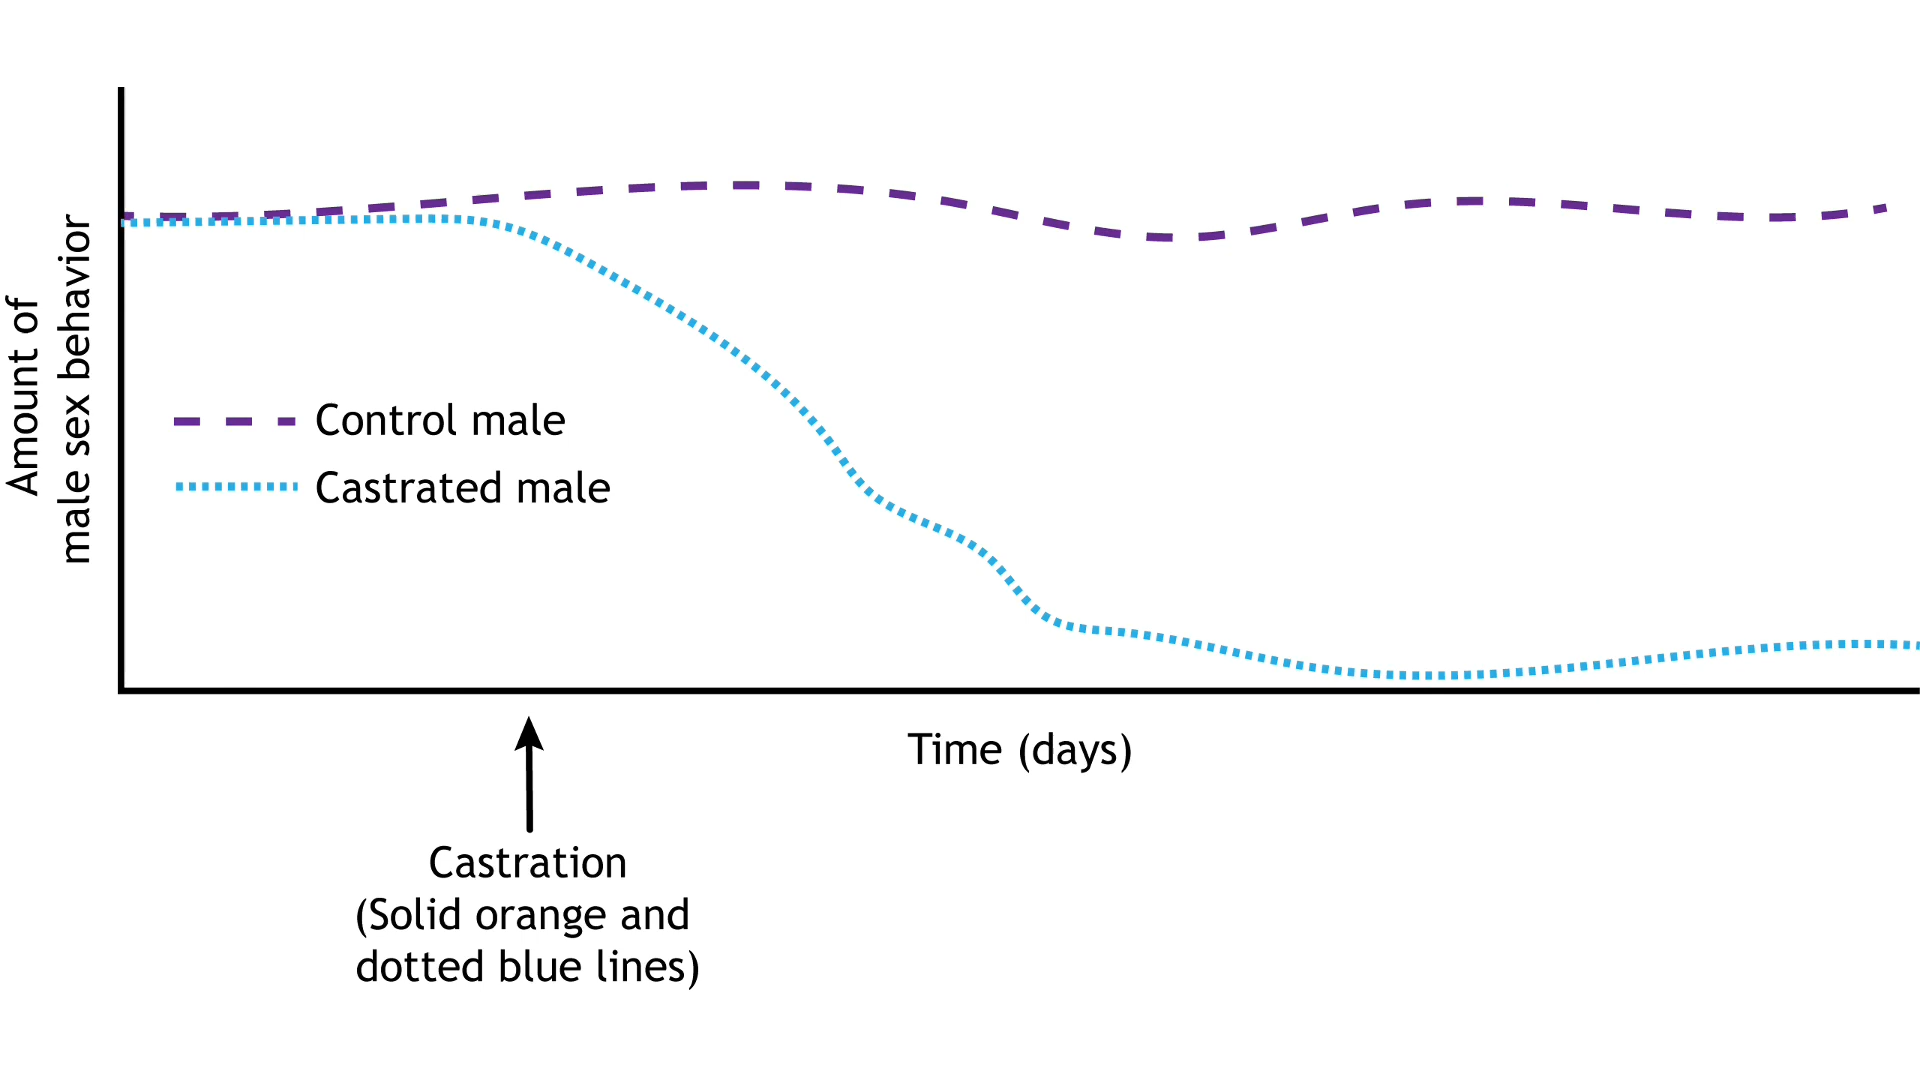 Amount of
male sex behavior
Control male
Castrated male
Time (days)
Castration
(Solid orange and
dotted blue lines)